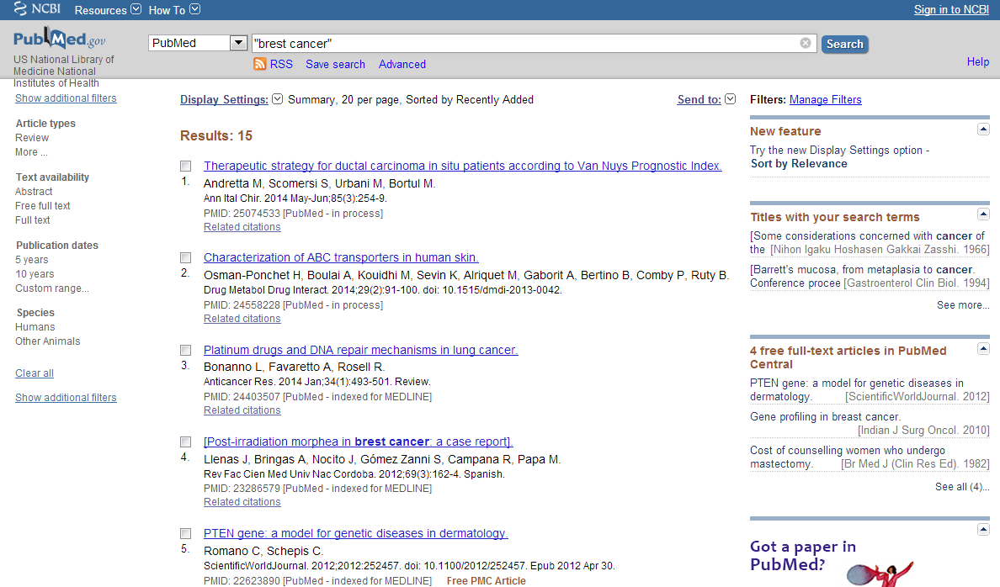 NCBI Resources How To Sign in to NCBI
PubMed.gov
US National Library of
Medicine National
Institutes of Health
PubMed "brest cancer" Search
RSS Save search Advanced
Help
Show additional filters
Article types
Review
More ...
Text availability
Abstract
Free full text
Full text
Publication dates
5 years
10 years
Custom range...
Species
Humans
Other Animals
Clear all
Show additional filters
Display Settings: Summary, 20 per page, Sorted by Recently Added Send to:
Results: 15
Therapeutic strategy for ductal carcinoma in situ patients according to Van Nuys Prognostic Index.
1. Andretta M, Scomersi S, Urbani M, Bortul M.
Ann Ital Chir. 2014 May-Jun;85(3):254-9.
PMID: 25074533 [PubMed - in process]
Related citations
Characterization of ABC transporters in human skin.
2. Osman-Ponchet H, Boulai A, Kouidhi M, Sevin K, Alriquet M, Gaborit A, Bertino B, Comby P, Ruty B.
Drug Metabol Drug Interact. 2014;29(2):91-100. doi: 10.1515/dmdi-2013-0042.
PMID: 24558228 [PubMed - in process]
Related citations
Platinum drugs and DNA repair mechanisms in lung cancer.
3. Bonanno L, Favaretto A, Rosell R.
Anticancer Res. 2014 Jan;34(1):493-501. Review.
PMID: 24403507 [PubMed - indexed for MEDLINE]
Related citations
[Post-irradiation morphea in brest cancer: a case report].
4. Llenas J, Bringas A, Nocito J, Gómez Zanni S, Campana R, Papa M.
Rev Fac Cien Med Univ Nac Cordoba. 2012;69(3):162-4. Spanish.
PMID: 23286579 [PubMed - indexed for MEDLINE]
Related citations
PTEN gene: a model for genetic diseases in dermatology.
5. Romano C, Schepis C.
ScientificWorldJournal. 2012;2012:252457. doi: 10.1100/2012/252457. Epub 2012 Apr 30.
PMID: 22623890 [PubMed - indexed for MEDLINE] Free PMC Article
Filters: Manage Filters
New feature
Try the new Display Settings option -
Sort by Relevance
Titles with your search terms
[Some considerations concerned with cancer of
the [Nihon Igaku Hoshasen Gakkai Zasshi. 1966]
[Barrett's mucosa, from metaplasia to cancer.
Conference procee [Gastroenterol Clin Biol. 1994]
See more...
4 free full-text articles in PubMed
Central
PTEN gene: a model for genetic diseases in
dermatology. [ScientificWorldJournal. 2012]
Gene profiling in breast cancer.
[Indian J Surg Oncol. 2010]
Cost of counselling women who undergo
mastectomy. [Br Med J (Clin Res Ed). 1982]
See all (4)...
Got a paper in
PubMed?